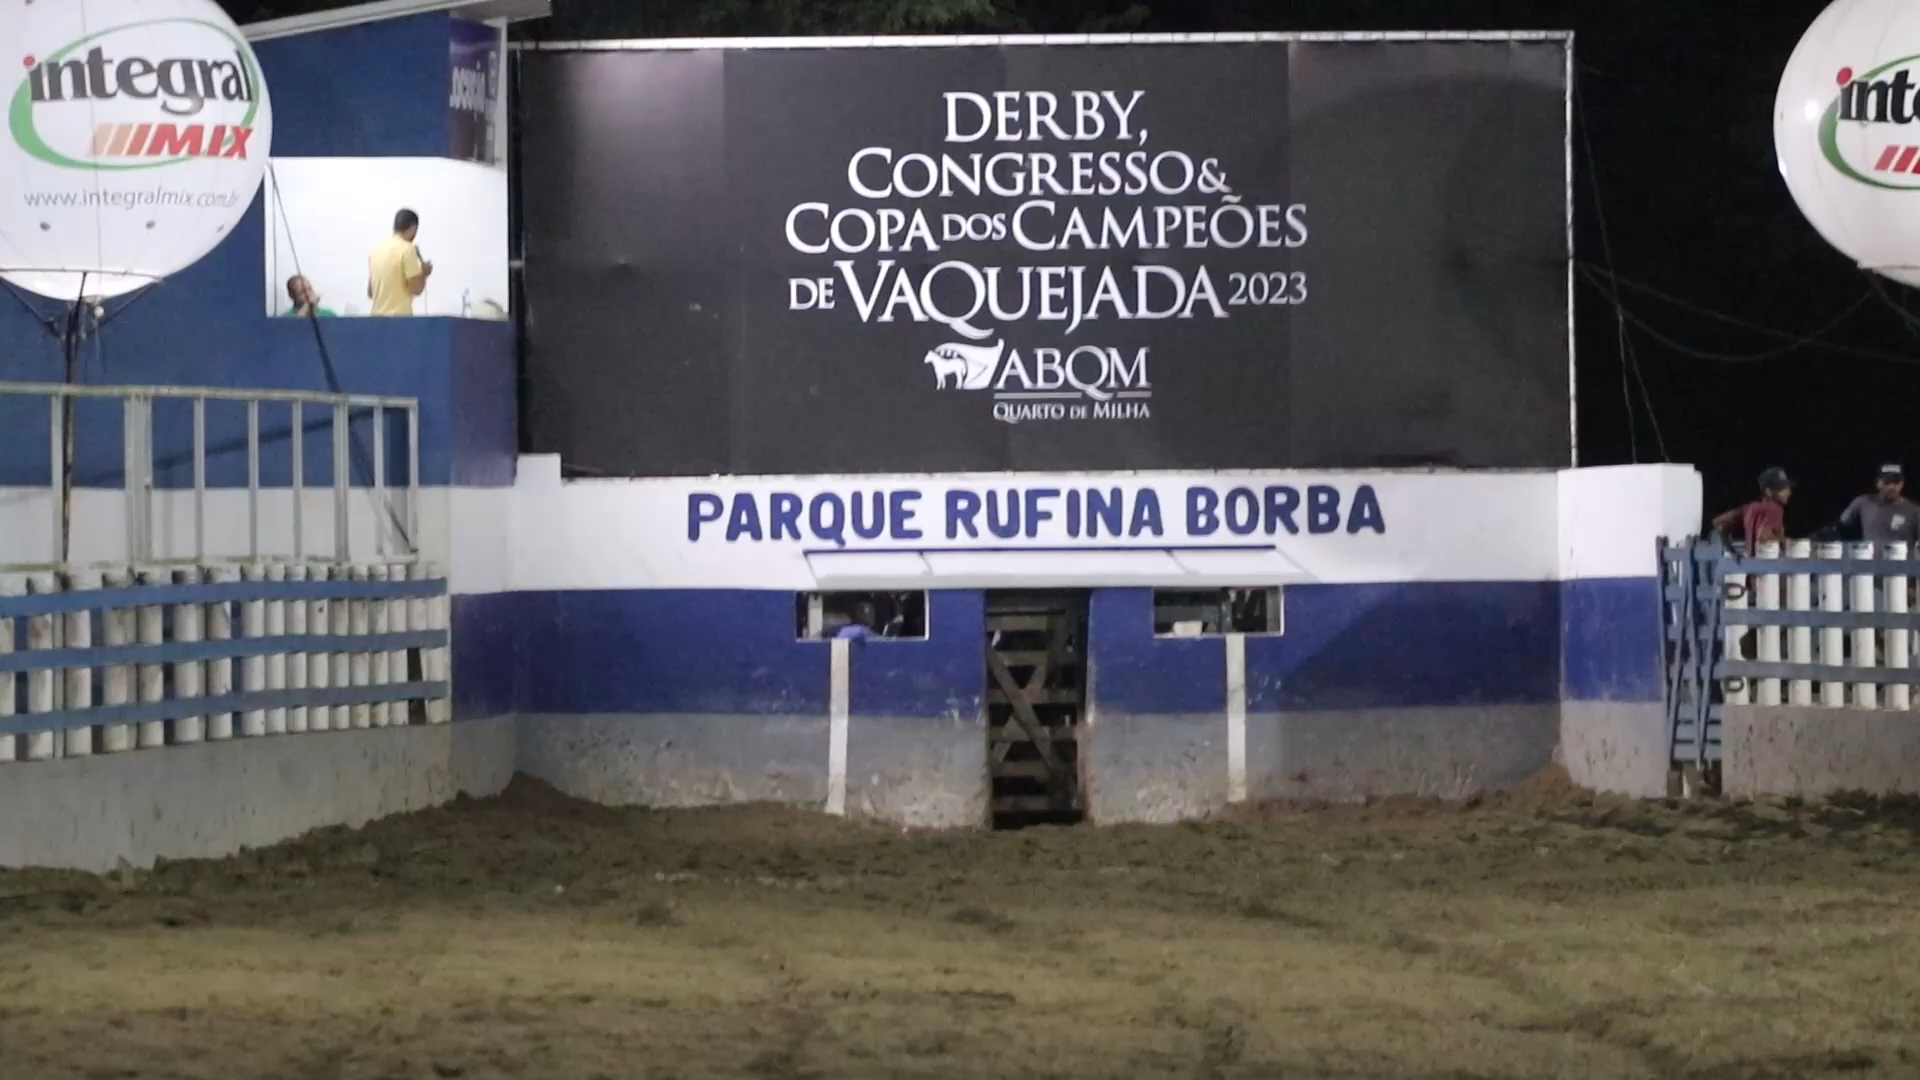 integral
MIX
www.integralmix.com.br
Locução
DERBY,
CONGRESSO &
COPA DOS CAMPEÕES
DE VAQUEJADA 2023
ABQM
QUARTO DE MILHA
PARQUE RUFINA BORBA